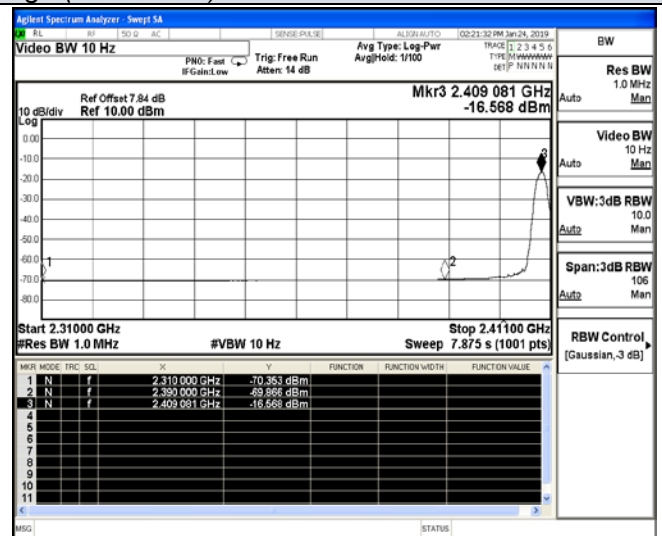 Agilent Spectrum Analyzer - Swept SA
RL RF 50 Ω AC SENSE:PULSE ALIGN AUTO 02:21:32 PM Jan 24, 2019
Video BW 10 Hz
PNO: Fast
IFGain:Low
Trig: Free Run
Atten: 14 dB
Avg Type: Log-Pwr
Avg|Hold: 1/100
TRACE 1 2 3 4 5 6
TYPE
DET P N N N N N
Mkr3 2.409 081 GHz
-16.568 dBm
Ref Offset 7.84 dB
10 dB/div Ref 10.00 dBm
Log
0.00
-10.0
-20.0
-30.0
-40.0
-50.0
-60.0
-70.0
-80.0
1
2
3
Start 2.31000 GHz Stop 2.41100 GHz
#Res BW 1.0 MHz #VBW 10 Hz Sweep 7.875 s (1001 pts)
MKR MODE TRC SCL X Y FUNCTION FUNCTION WIDTH FUNCTION VALUE
1 N f 2.310 000 GHz -70.353 dBm
2 N f 2.390 000 GHz -69.866 dBm
3 N f 2.409 081 GHz -16.568 dBm
4
5
6
7
8
9
10
11
MSG STATUS
BW
Res BW
1.0 MHz
Auto Man
Video BW
10 Hz
Auto Man
VBW:3dB RBW
10.0
Auto Man
Span:3dB RBW
106
Auto Man
RBW Control
[Gaussian,-3 dB]